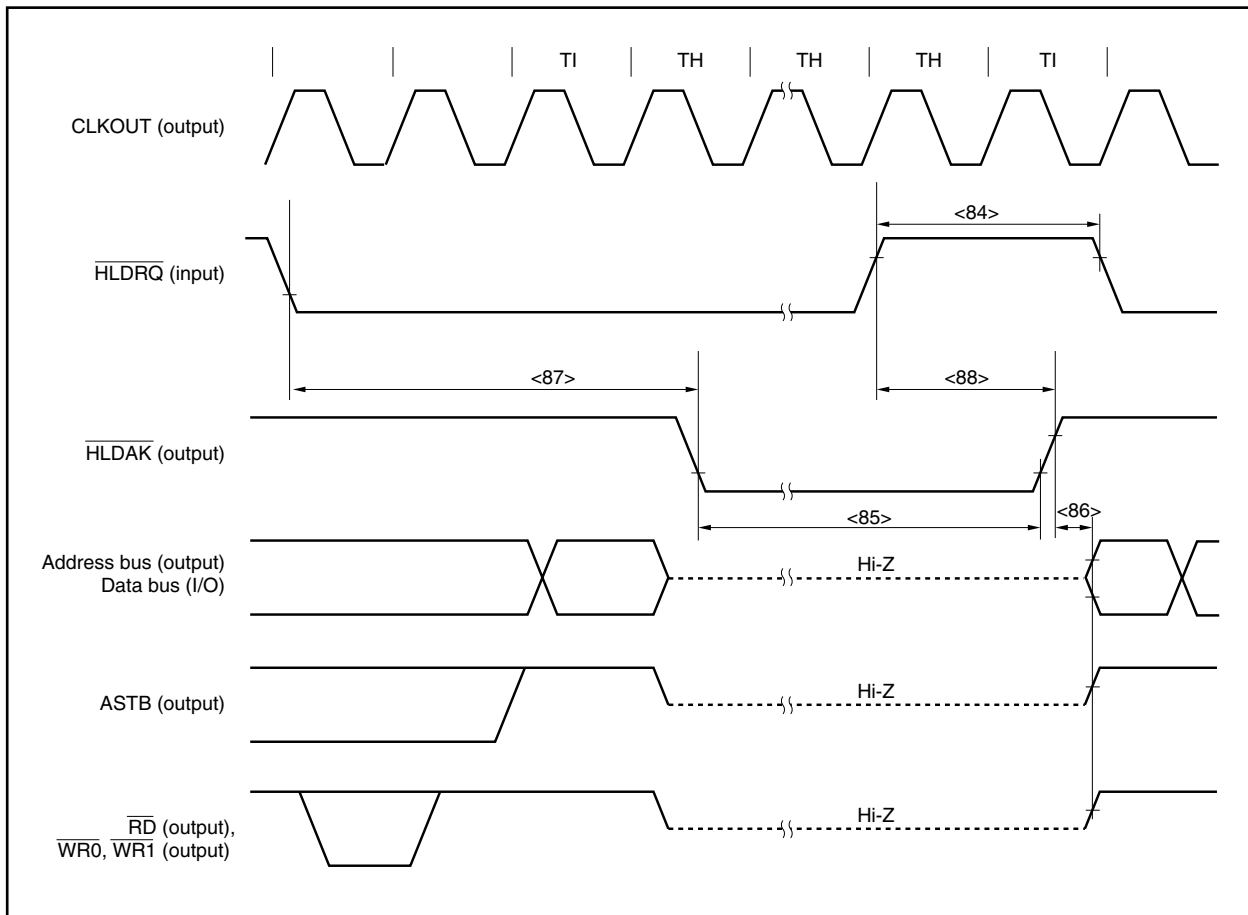 TI TH TH TH TI
CLKOUT (output)
<84>
HLDRQ (input)
<87> <88>
HLDAK (output)
<85> <86>
Address bus (output)
Data bus (I/O)
Hi-Z
ASTB (output)
Hi-Z
RD (output),
WR0, WR1 (output)
Hi-Z